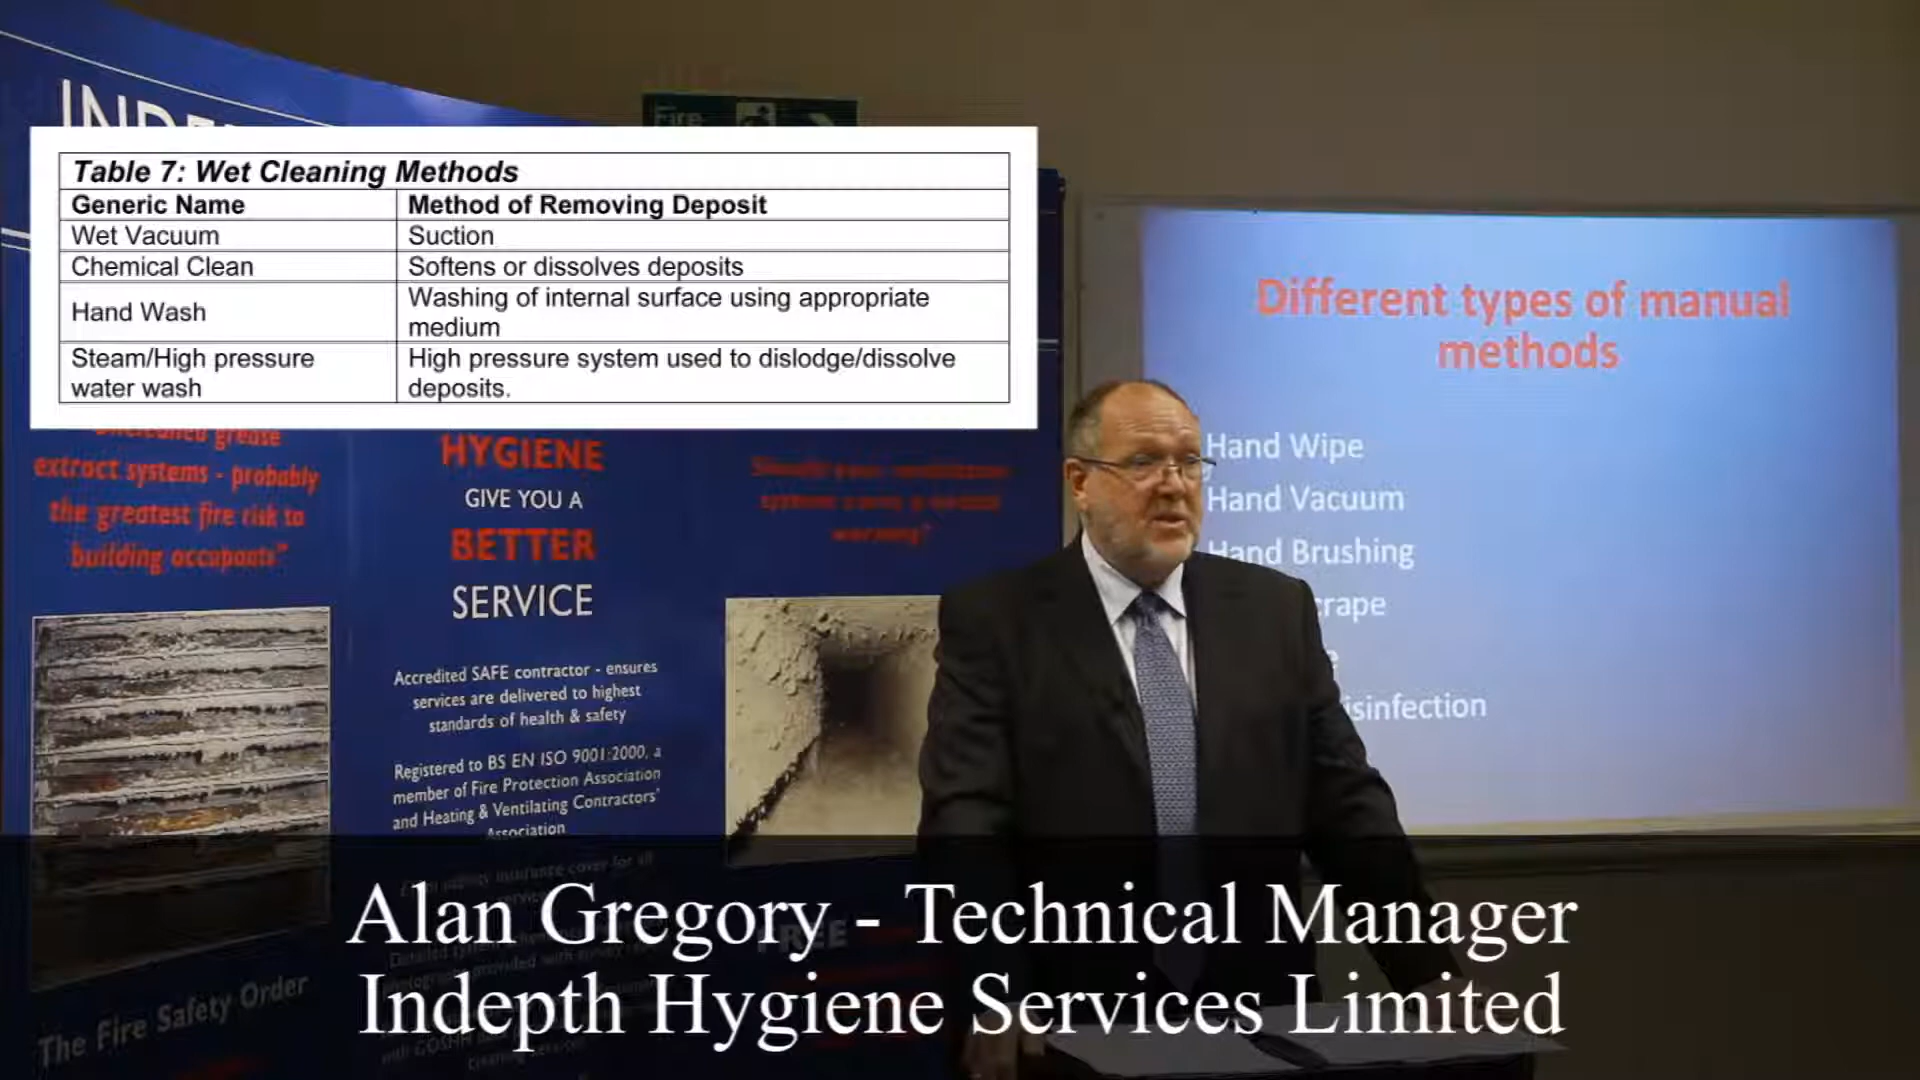 Fire
Table 7: Wet Cleaning Methods
Generic Name
Method of Removing Deposit
Wet Vacuum
Suction
Chemical Clean
Softens or dissolves deposits
Hand Wash
Washing of internal surface using appropriate
medium
Steam/High pressure
water wash
High pressure system used to dislodge/dissolve
deposits.
grease
extract systems - probably
the greatest fire risk to
building occupants"
HYGIENE
GIVE YOU A
BETTER
SERVICE
Accredited SAFE contractor - ensures
services are delivered to highest
standards of health & safety
Registered to BS EN ISO 9001:2000, a
member of Fire Protection Association
and Heating & Ventilating Contractors'
Association
Different types of manual
methods
Hand Wipe
Hand Vacuum
Hand Brushing
FREE
The Fire Safety Order
Alan Gregory - Technical Manager
Indepth Hygiene Services Limited